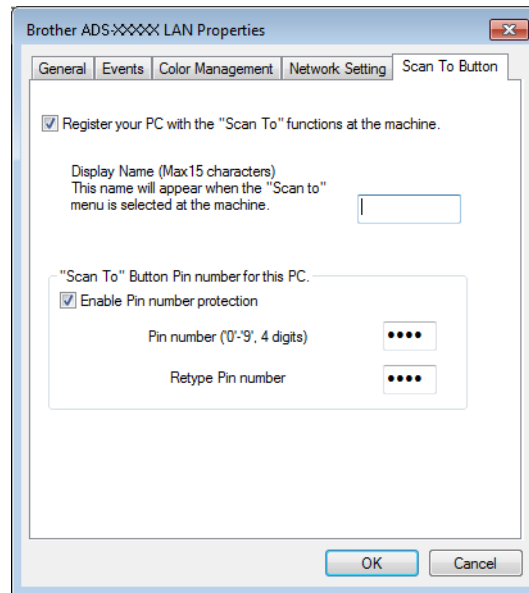 Brother ADS-XXXXX LAN Properties
General Events Color Management Network Setting Scan To Button
Register your PC with the "Scan To" functions at the machine.
Display Name (Max15 characters)
This name will appear when the "Scan to"
menu is selected at the machine.
"Scan To" Button Pin number for this PC.
Enable Pin number protection
Pin number ('0'-'9', 4 digits) ••••
Retype Pin number ••••
OK Cancel